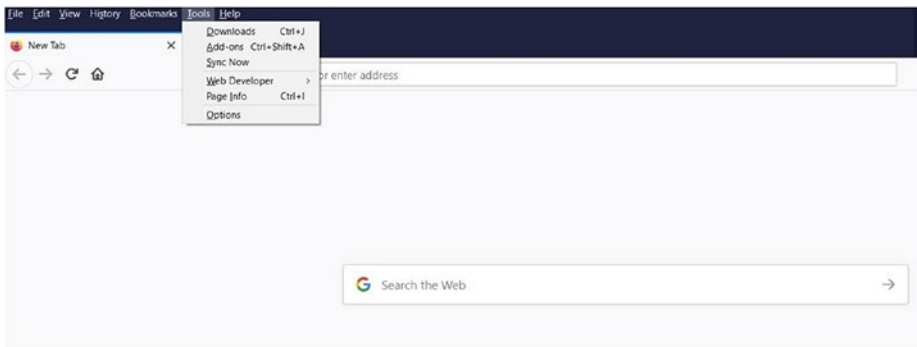 File Edit View History Bookmarks Tools Help
New Tab
Downloads Ctrl+J
Add-ons Ctrl+Shift+A
Sync Now
Web Developer
Page Info Ctrl+I
Options
or enter address
Search the Web